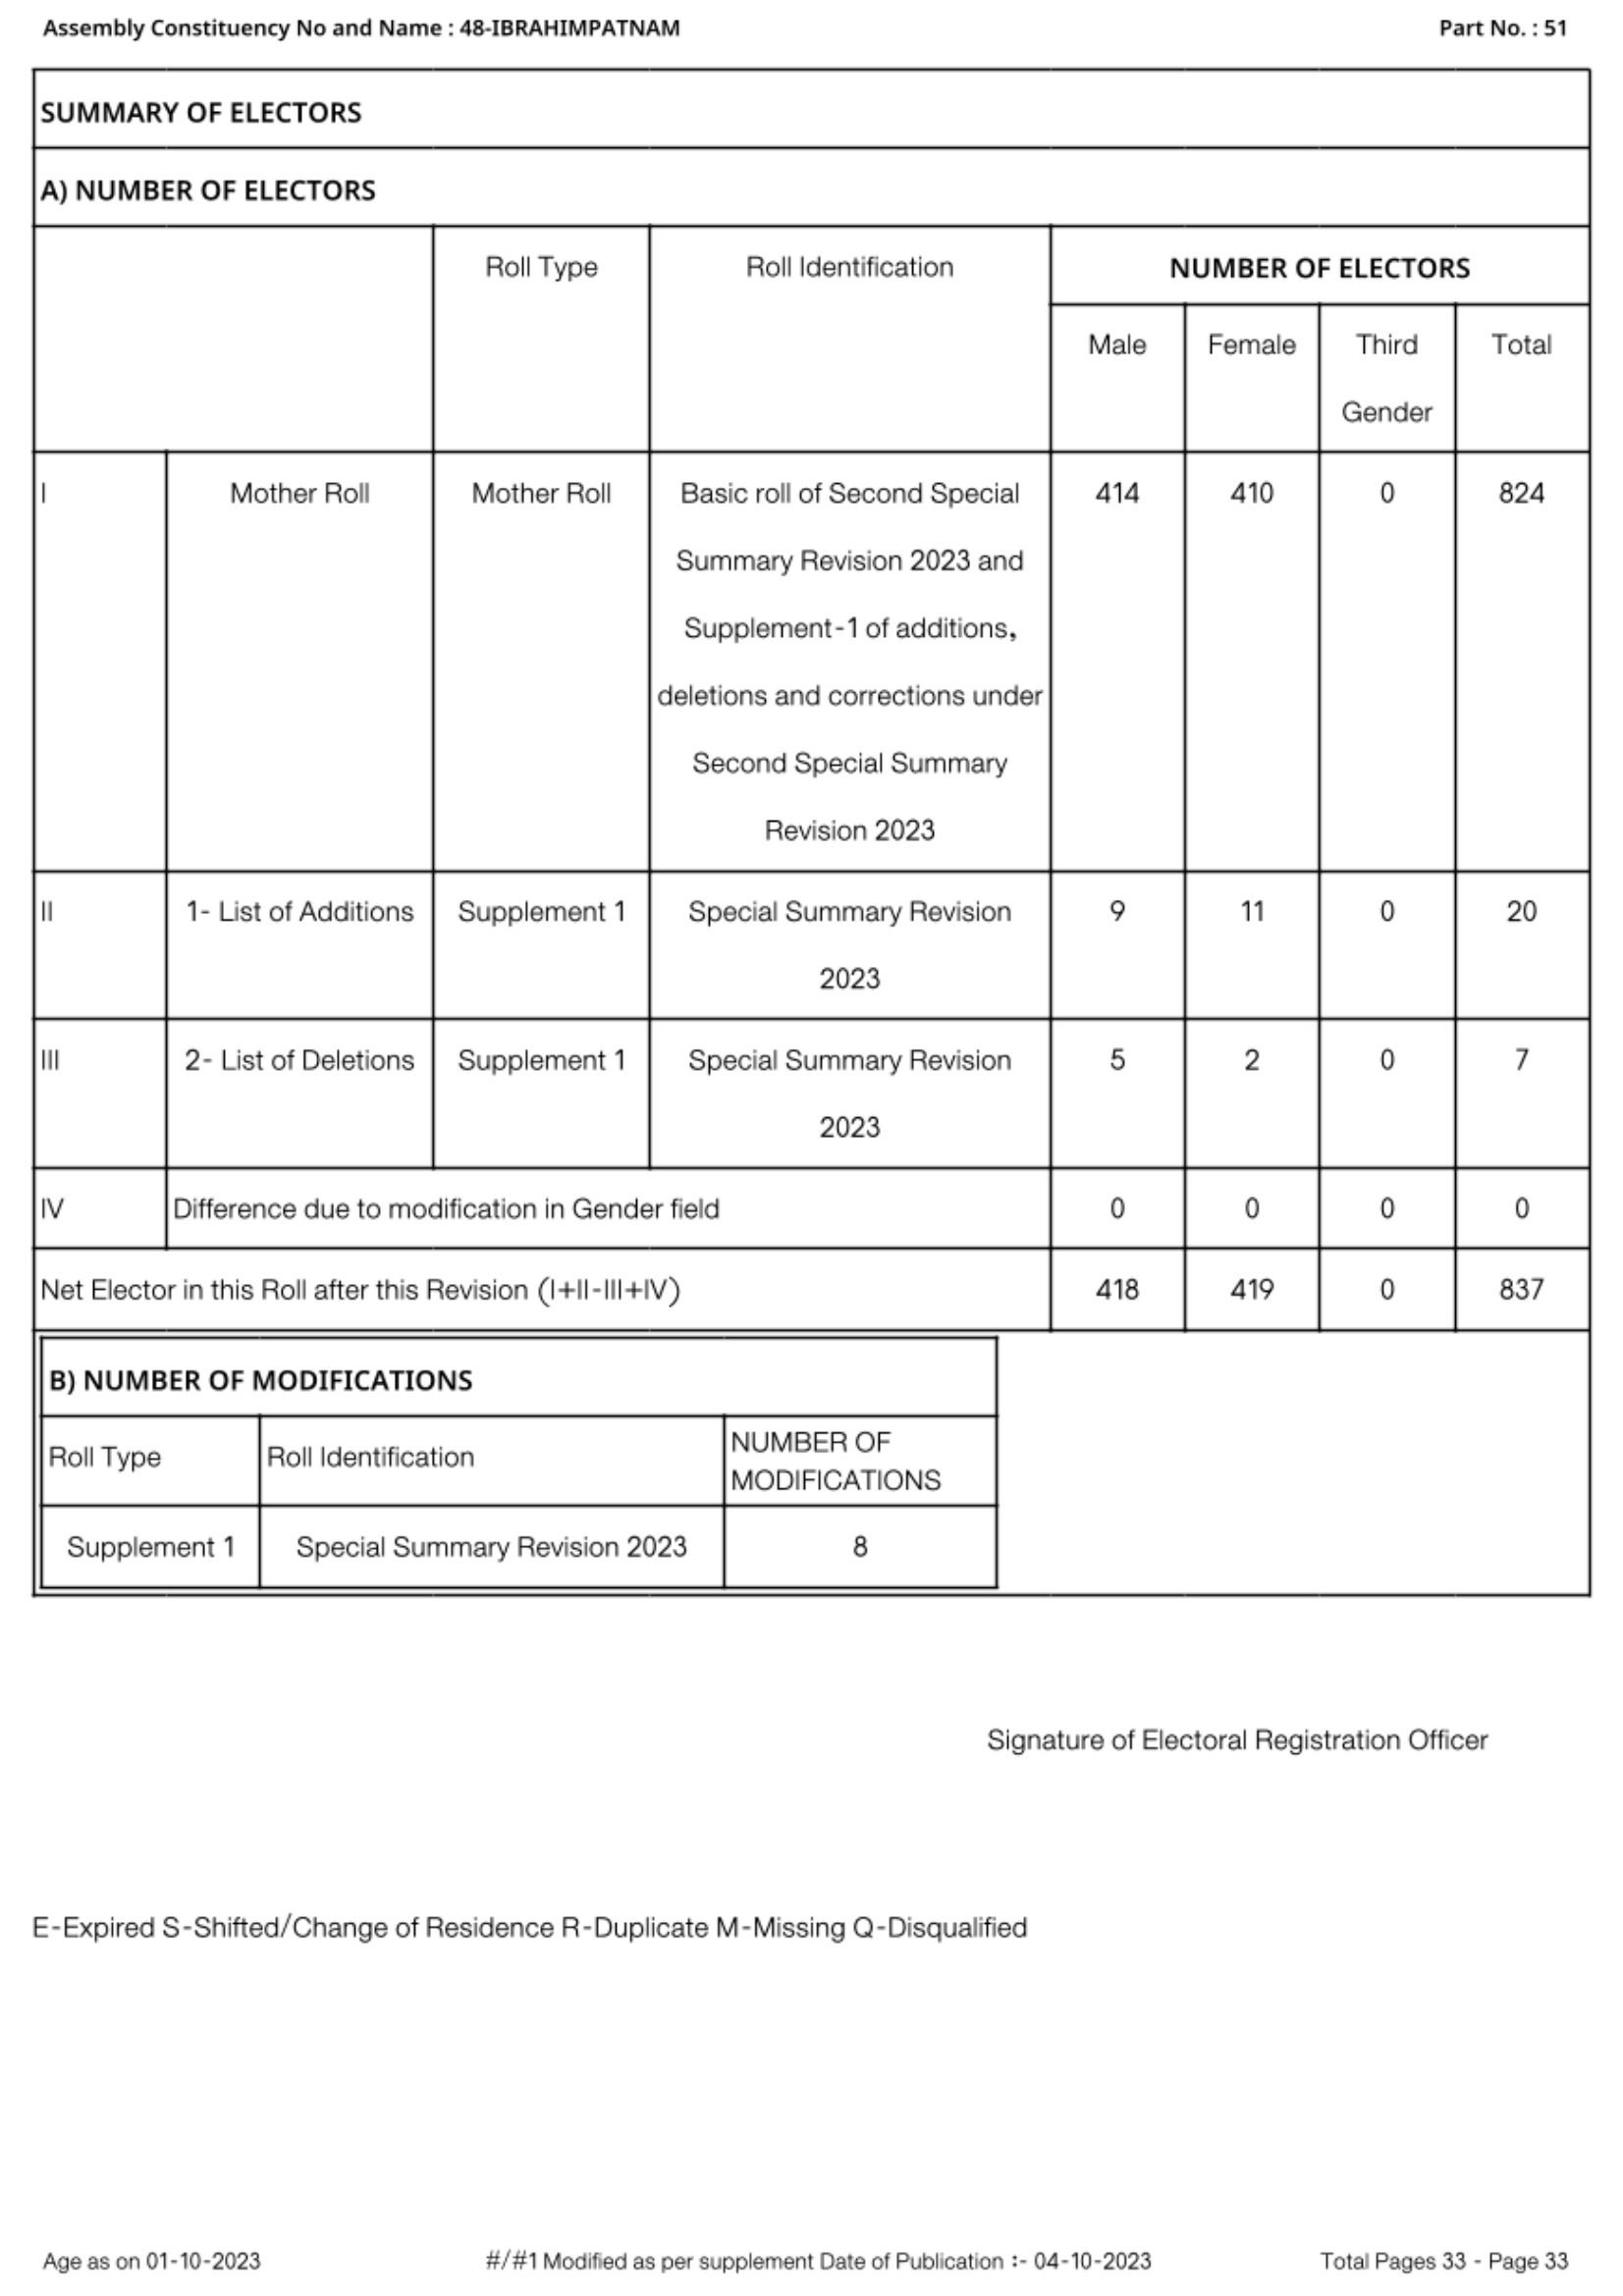 Assembly Constituency No and Name : 48-IBRAHIMPATNAM
Part No. : 51
SUMMARY OF ELECTORS
A) NUMBER OF ELECTORS
Roll Type
Roll Identification
NUMBER OF ELECTORS
Male
Female
Third
Gender
Total
I
Mother Roll
Mother Roll
Basic roll of Second Special
Summary Revision 2023 and
Supplement-1 of additions,
deletions and corrections under
Second Special Summary
Revision 2023
414
410
0
824
II
1- List of Additions
Supplement 1
Special Summary Revision
2023
9
11
0
20
III
2- List of Deletions
Supplement 1
Special Summary Revision
2023
5
2
0
7
IV
Difference due to modification in Gender field
0
0
0
0
Net Elector in this Roll after this Revision (I+II-III+IV)
418
419
0
837
B) NUMBER OF MODIFICATIONS
Roll Type
Roll Identification
NUMBER OF
MODIFICATIONS
Supplement 1
Special Summary Revision 2023
8
Signature of Electoral Registration Officer
E-Expired S-Shifted/Change of Residence R-Duplicate M-Missing Q-Disqualified
Age as on 01-10-2023
#/#1 Modified as per supplement Date of Publication :- 04-10-2023
Total Pages 33 - Page 33